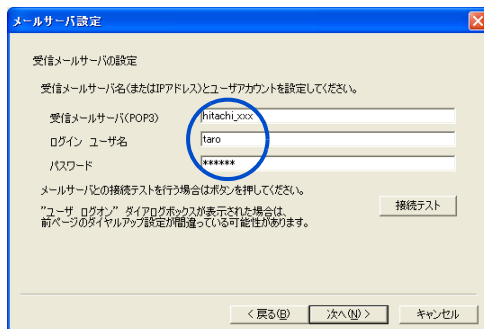 メールサーバ設定
受信メールサーバの設定
受信メールサーバ名(またはIPアドレス)とユーザアカウントを設定してください。
受信メールサーバ(POP3)
hitachi_xxx
ログイン ユーザ名
taro
パスワード
******
メールサーバとの接続テストを行う場合はボタンを押してください。
"ユーザ ログオン" ダイアログボックスが表示された場合は、
前ページのダイヤルアップ設定が間違っている可能性があります。
接続テスト
< 戻る(B)
次へ(N) >
キャンセル